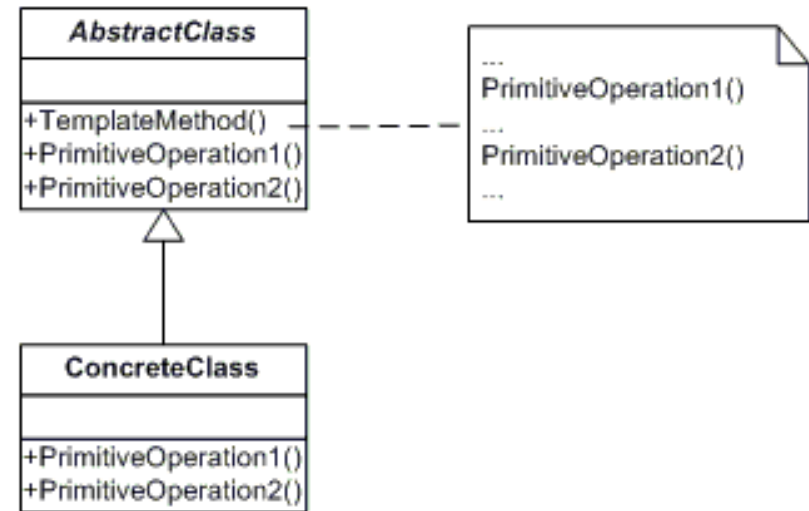 AbstractClass
+TemplateMethod()
+PrimitiveOperation1()
+PrimitiveOperation2()
...
PrimitiveOperation1()
...
PrimitiveOperation2()
...
ConcreteClass
+PrimitiveOperation1()
+PrimitiveOperation2()